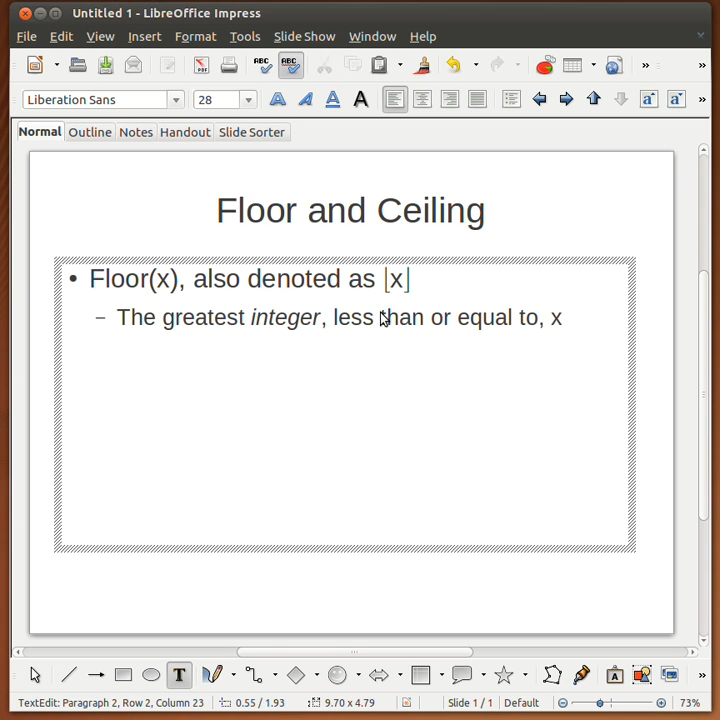 Untitled 1 - LibreOffice Impress
File Edit View Insert Format Tools Slide Show Window Help
ABC ABC
Liberation Sans 28 A A A A a a
Normal Outline Notes Handout Slide Sorter
Floor and Ceiling
• Floor(x), also denoted as ⌊x⌋
– The greatest integer, less than or equal to, x
T A
TextEdit: Paragraph 2, Row 2, Column 23 0.55 / 1.93 9.70 x 4.79 Slide 1 / 1 Default 73%